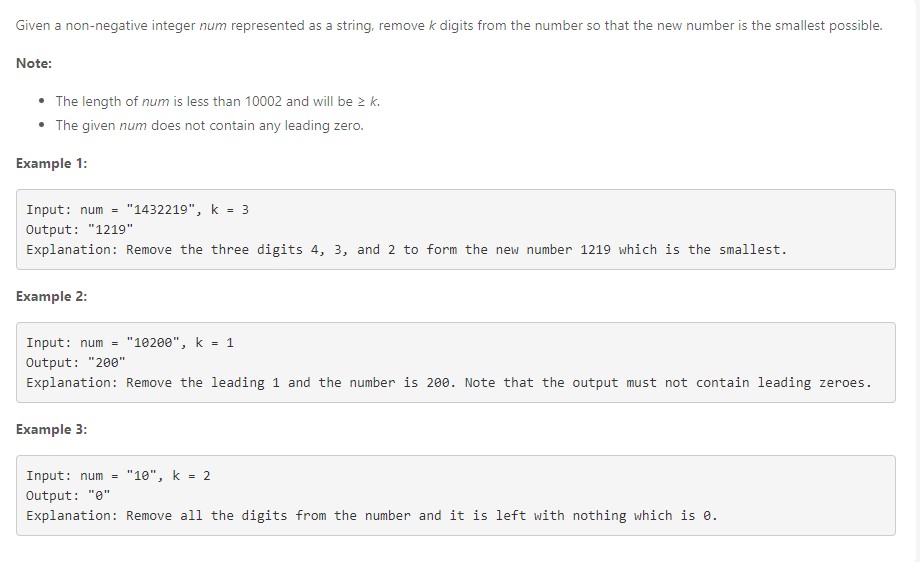 Given a non-negative integer num represented as a string, remove k digits from the number so that the new number is the smallest possible.
Note:
• The length of num is less than 10002 and will be ≥ k.
• The given num does not contain any leading zero.
Example 1:
Input: num = "1432219", k = 3
Output: "1219"
Explanation: Remove the three digits 4, 3, and 2 to form the new number 1219 which is the smallest.
Example 2:
Input: num = "10200", k = 1
Output: "200"
Explanation: Remove the leading 1 and the number is 200. Note that the output must not contain leading zeroes.
Example 3:
Input: num = "10", k = 2
Output: "0"
Explanation: Remove all the digits from the number and it is left with nothing which is 0.